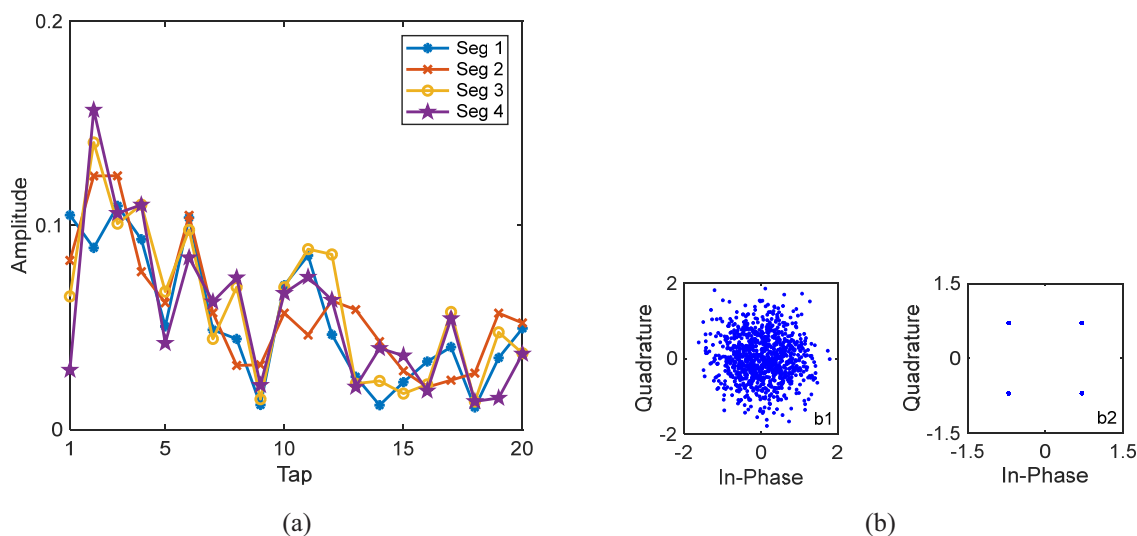 0.2
0.1
0
Amplitude
1
5
10
15
20
Tap
Seg 1
Seg 2
Seg 3
Seg 4
(a)
2
0
-2
Quadrature
-2
0
2
In-Phase
b1
1.5
0
-1.5
Quadrature
-1.5
0
1.5
In-Phase
b2
(b)